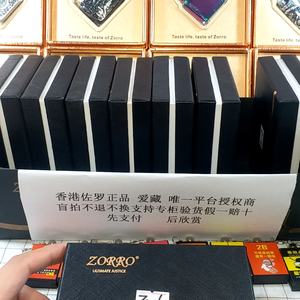 Taste life, taste of Zorro
Taste life, taste of Zorro
香港佐罗正品 爱藏 唯一平台授权商
盲拍不退不换支持专柜验货假一赔十
先支付 后欣赏
ZORRO
ULTIMATE JUSTICE
2B